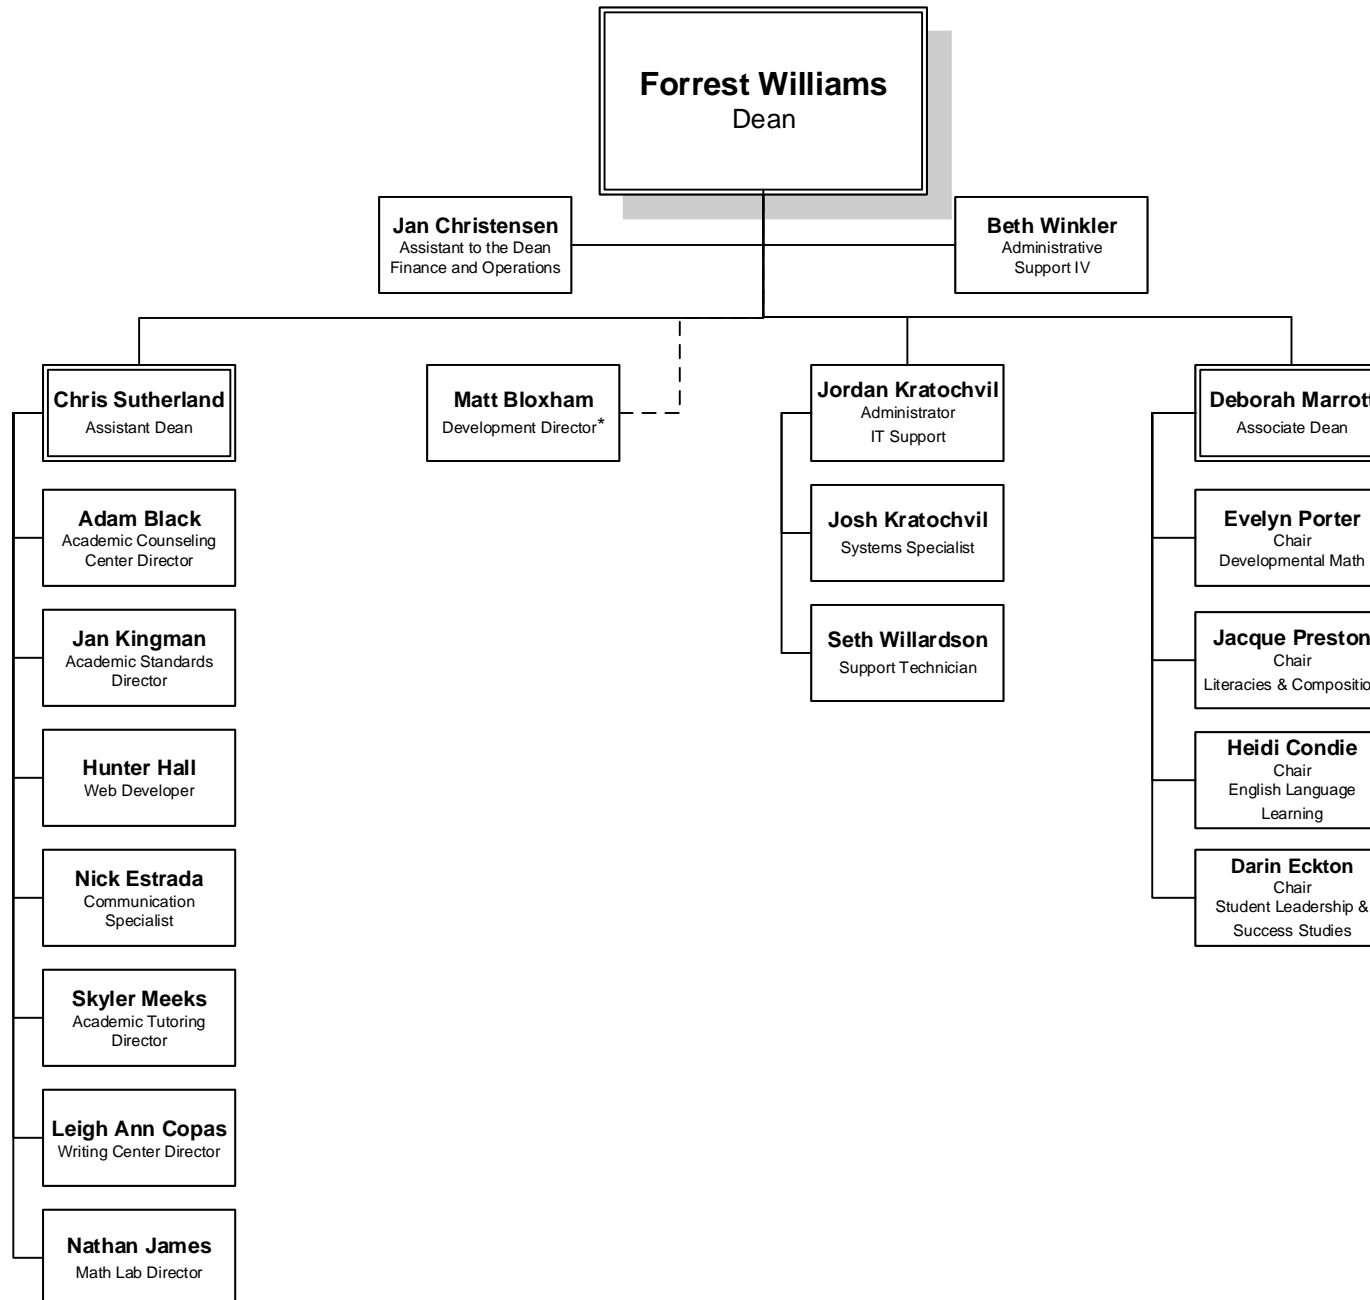 Forrest Williams
Dean
Jan Christensen
Assistant to the Dean
Finance and Operations
Beth Winkler
Administrative
Support IV
Chris Sutherland
Assistant Dean
Matt Bloxham
Development Director*
Jordan Kratochvil
Administrator
IT Support
Deborah Marrott
Associate Dean
Adam Black
Academic Counseling
Center Director
Jan Kingman
Academic Standards
Director
Hunter Hall
Web Developer
Nick Estrada
Communication
Specialist
Skyler Meeks
Academic Tutoring
Director
Leigh Ann Copas
Writing Center Director
Nathan James
Math Lab Director
Josh Kratochvil
Systems Specialist
Seth Willardson
Support Technician
Evelyn Porter
Chair
Developmental Math
Jacque Preston
Chair
Literacies & Compositio
Heidi Condie
Chair
English Language
Learning
Darin Eckton
Chair
Student Leadership &
Success Studies